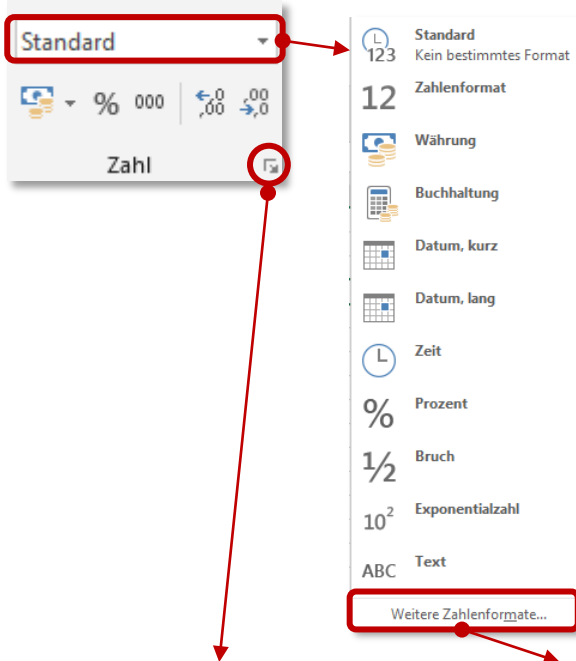 Standard
% 000 ←,0 ,00 ,00 →,0
Zahl
123 Standard
Kein bestimmtes Format
12 Zahlenformat
Währung
Buchhaltung
Datum, kurz
Datum, lang
Zeit
% Prozent
½ Bruch
10² Exponentialzahl
ABC Text
Weitere Zahlenformate...